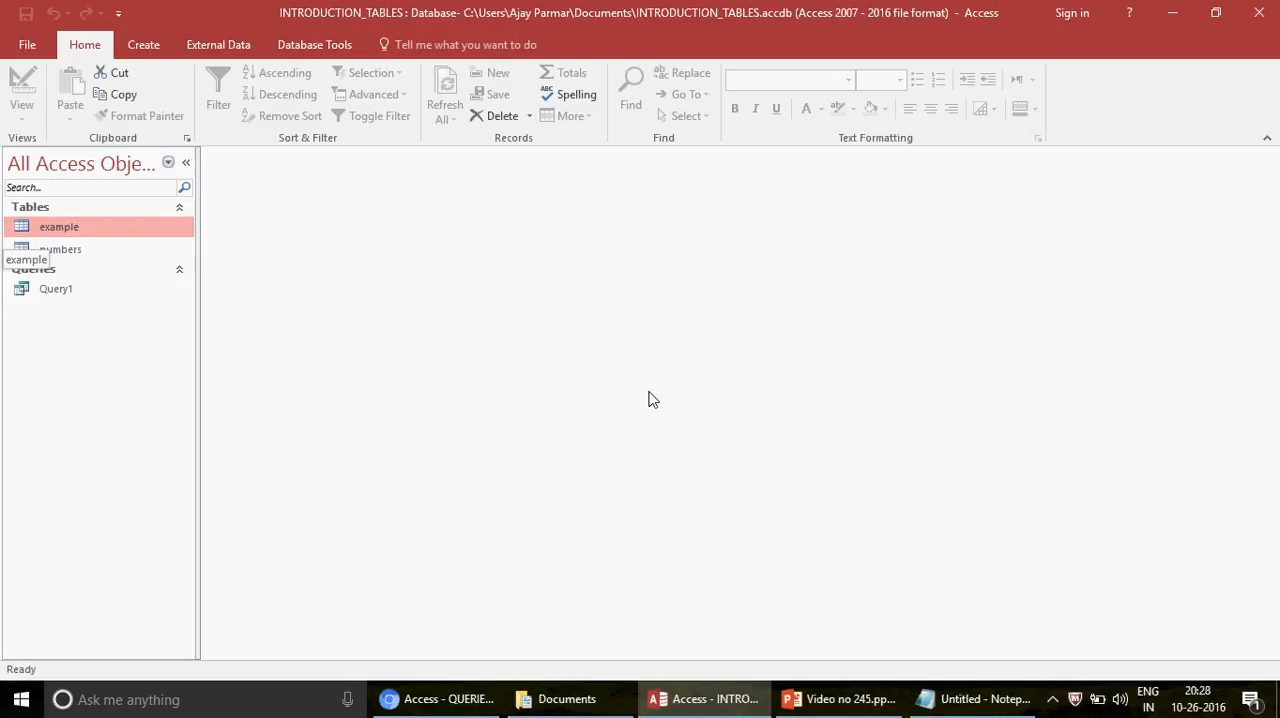 INTRODUCTION_TABLES : Database- C:\Users\Ajay Parmar\Documents\INTRODUCTION_TABLES.accdb (Access 2007 - 2016 file format) - Access
Sign in
?
File
Home
Create
External Data
Database Tools
Tell me what you want to do
View
Views
Paste
Cut
Copy
Format Painter
Clipboard
Filter
Ascending
Descending
Remove Sort
Selection
Advanced
Toggle Filter
Sort & Filter
Refresh
All
New
Save
Delete
Totals
Spelling
More
Records
Find
Replace
Go To
Select
Find
B I U
A
Text Formatting
All Access Obje...
Search...
Tables
example
numbers
example
Queries
Query1
Ready
Ask me anything
Access - QUERIE...
Documents
Access - INTRO...
Video no 245.pp...
Untitled - Notep...
ENG
IN
20:28
10-26-2016
1